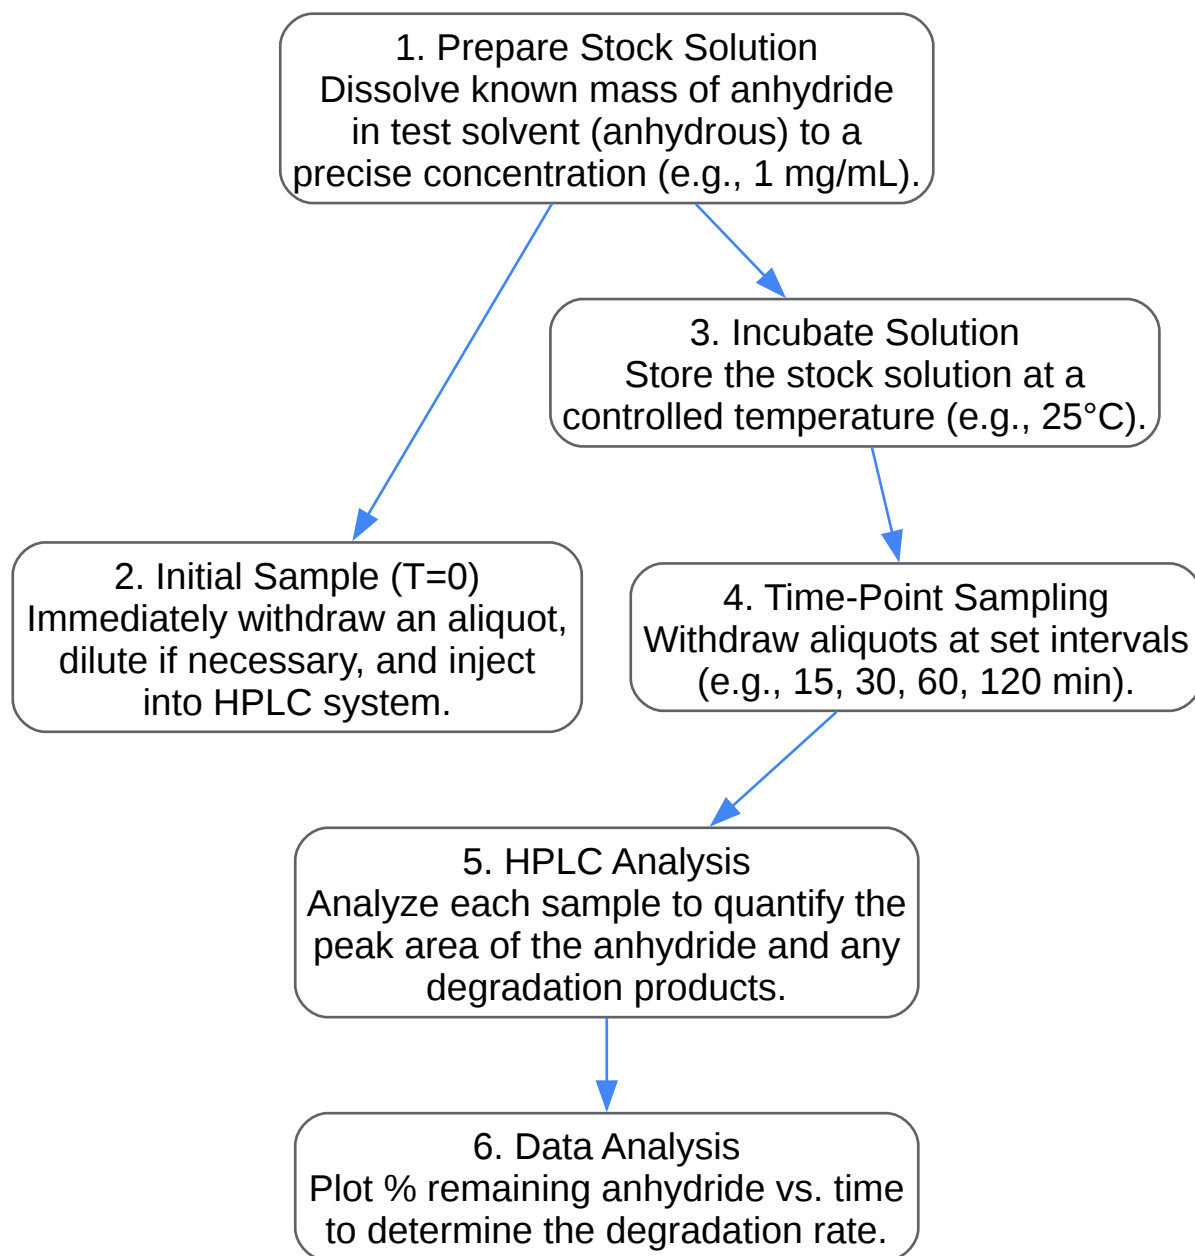 1. Prepare Stock Solution
Dissolve known mass of anhydride
in test solvent (anhydrous) to a
precise concentration (e.g., 1 mg/mL).
2. Initial Sample (T=0)
Immediately withdraw an aliquot,
dilute if necessary, and inject
into HPLC system.
3. Incubate Solution
Store the stock solution at a
controlled temperature (e.g., 25°C).
4. Time-Point Sampling
Withdraw aliquots at set intervals
(e.g., 15, 30, 60, 120 min).
5. HPLC Analysis
Analyze each sample to quantify the
peak area of the anhydride and any
degradation products.
6. Data Analysis
Plot % remaining anhydride vs. time
to determine the degradation rate.